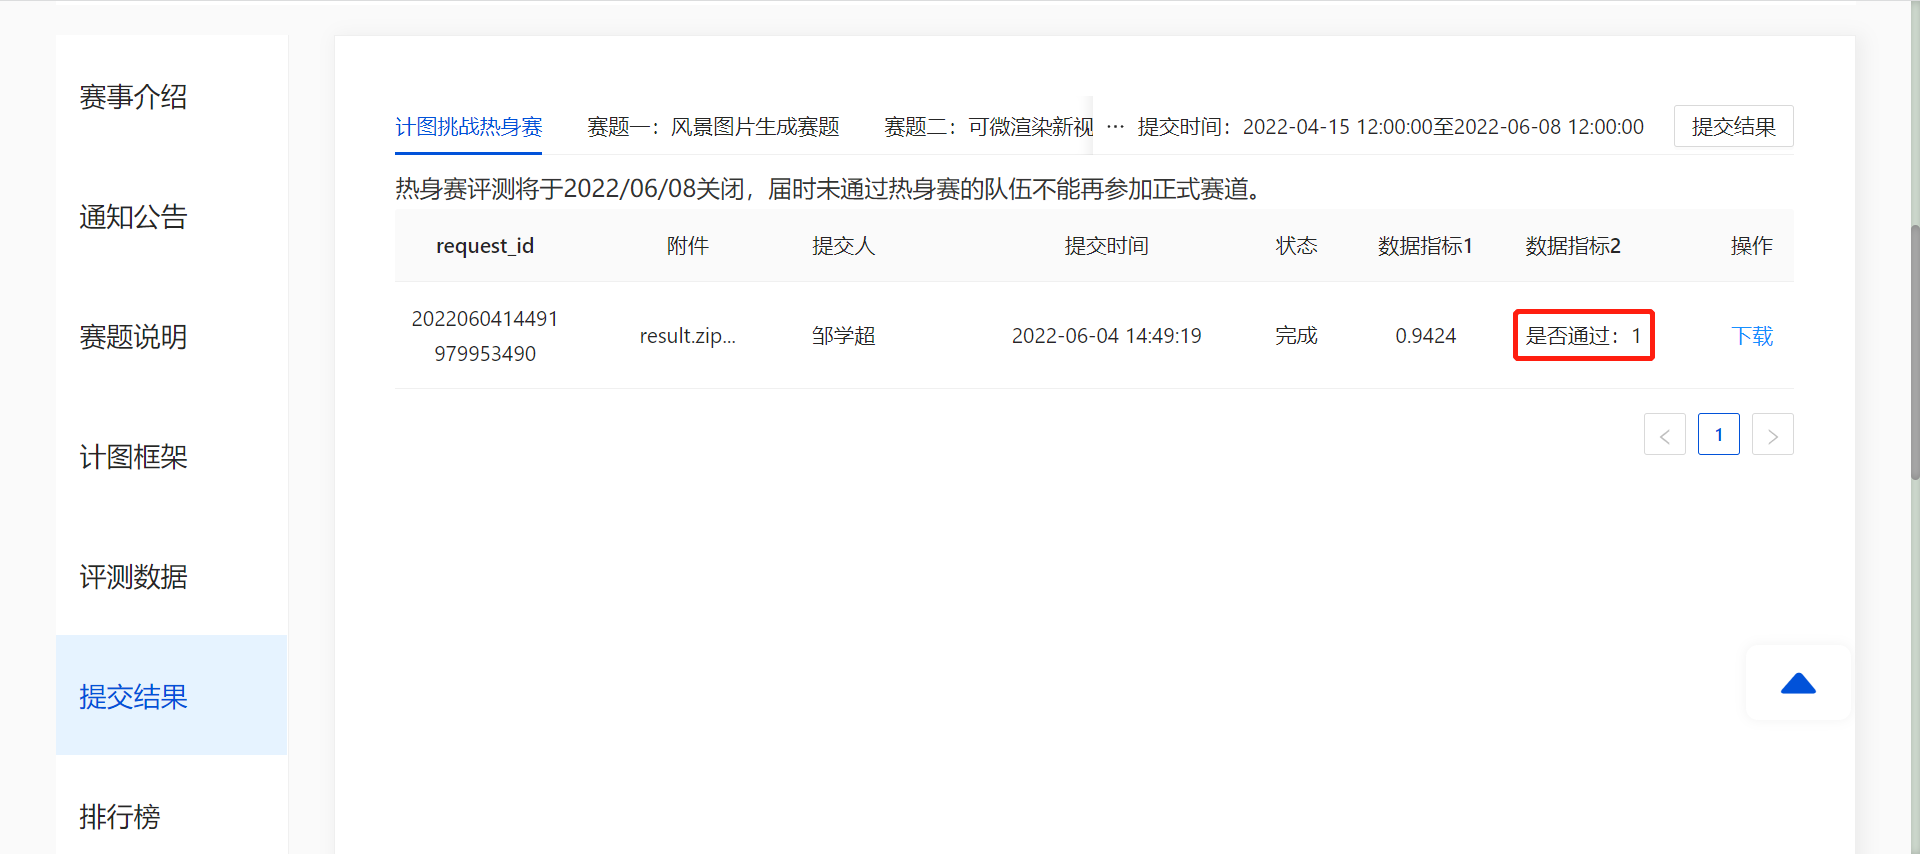 赛事介绍
通知公告
赛题说明
计图框架
评测数据
提交结果
排行榜
计图挑战热身赛 赛题一：风景图片生成赛题 赛题二：可微渲染新视 ··· 提交时间：2022-04-15 12:00:00至2022-06-08 12:00:00 提交结果
热身赛评测将于2022/06/08关闭，届时未通过热身赛的队伍不能再参加正式赛道。
request_id 附件 提交人 提交时间 状态 数据指标1 数据指标2 操作
2022060414491
979953490
result.zip... 邹学超 2022-06-04 14:49:19 完成 0.9424 是否通过：1 下载
< 1 >